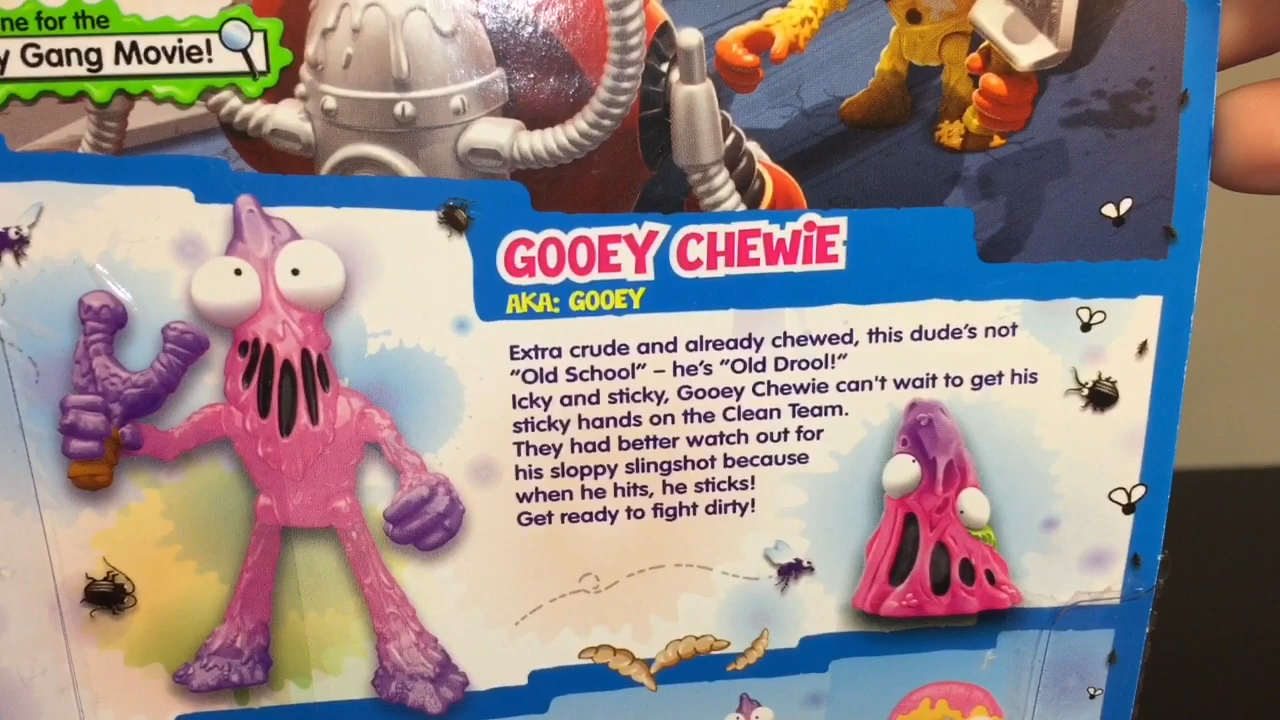 ne for the
y Gang Movie!
GOOEY CHEWiE
AKA: GOOEY
Extra crude and already chewed, this dude's not
"Old School" – he's "Old Drool!"
Icky and sticky, Gooey Chewie can't wait to get his
sticky hands on the Clean Team.
They had better watch out for
his sloppy slingshot because
when he hits, he sticks!
Get ready to fight dirty!